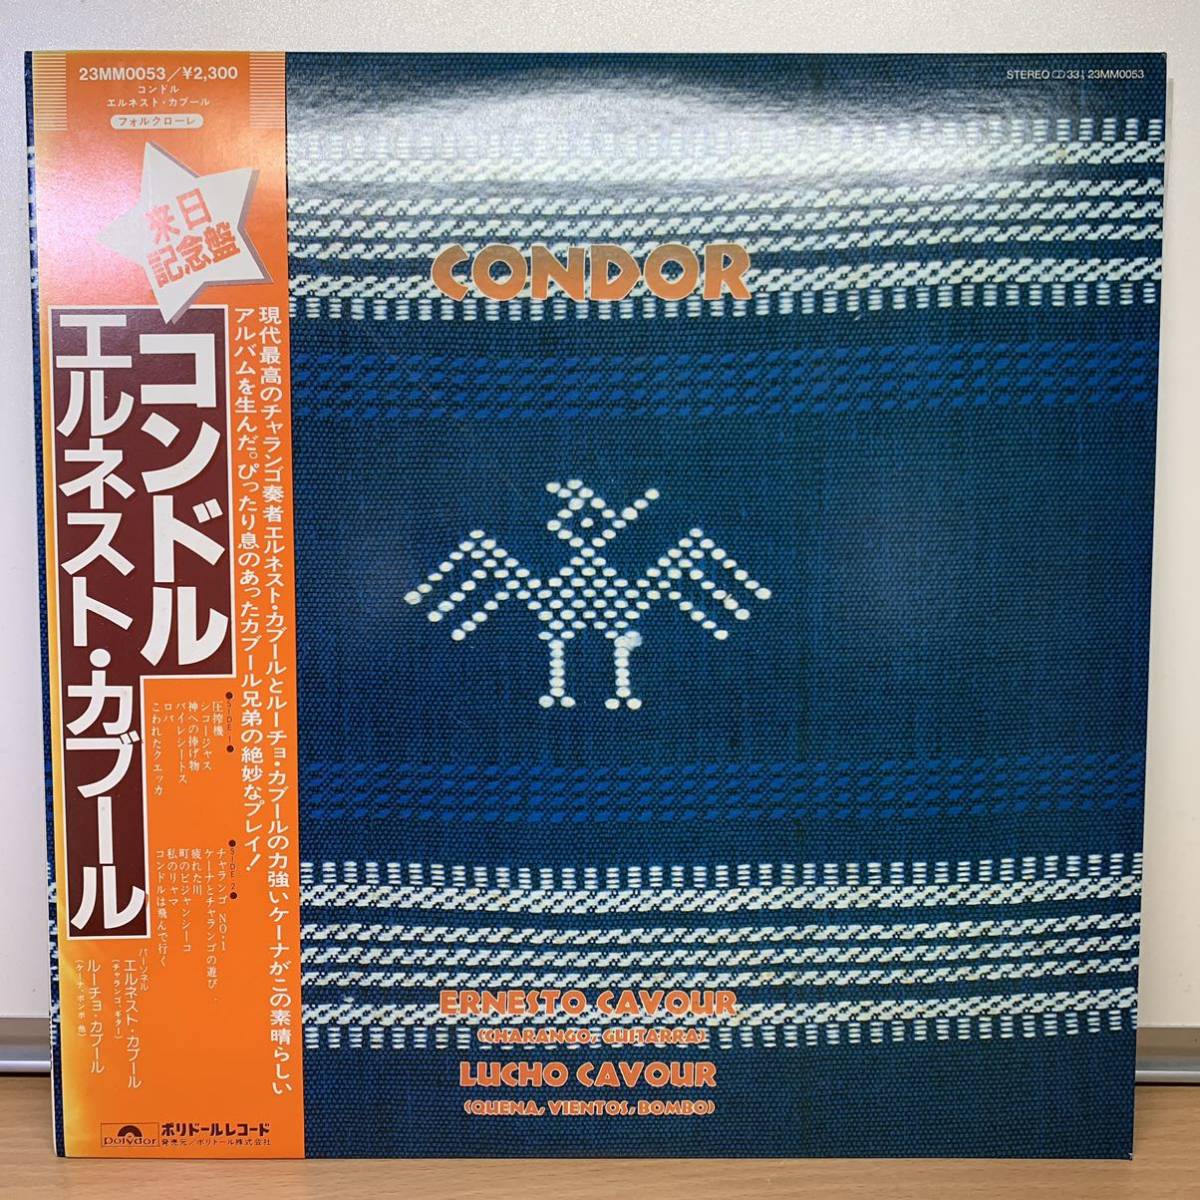 23MM0053/¥2,300
コンドル
エルネスト・カブール
フォルクローレ
来日
記念盤
コンドル
エルネスト・カブール
現代最高のチャランゴ奏者エルネスト・カブールとルーチョ・カブールの力強いケーナがこの素晴らしい
アルバムを生んだ。ぴったり息のあったカブール兄弟の絶妙なプレイ!
●SIDE 1●
圧搾機
シコージャス
神への捧げ物
バイレシートス
ロバ
こわれたクエッカ
●SIDE 2●
チャランゴ NO.1
ケーナとチャランゴの遊び
疲れた川
町のビジャンシーコ
私のリャマ
コンドルは飛んで行く
パーソネル
エルネスト・カブール
(チャランゴ、ギター)
ルーチョ・カブール
(ケーナ、ボンボ 他)
Polydor
ポリドールレコード
発売元/ポリドール株式会社
STEREO 33⅓ 23MM0053
CONDOR
ERNESTO CAVOUR
(CHARANGO, GUITARRA)
LUCHO CAVOUR
(QUENA, VIENTOS, BOMBO)